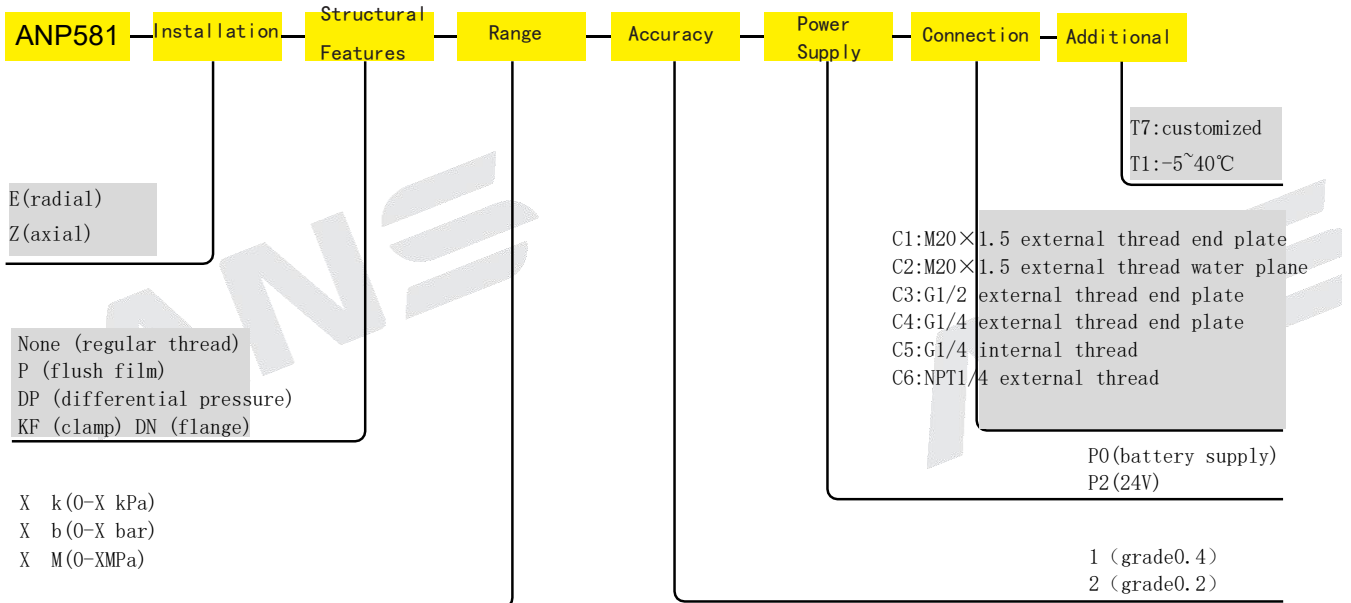 ANP581
Installation
Structural
Features
Range
Accuracy
Power
Supply
Connection
Additional
T7:customized
T1:-5~40℃
E(radial)
Z(axial)
C1:M20×1.5 external thread end plate
C2:M20×1.5 external thread water plane
C3:G1/2 external thread end plate
C4:G1/4 external thread end plate
C5:G1/4 internal thread
C6:NPT1/4 external thread
None (regular thread)
P (flush film)
DP (differential pressure)
KF (clamp) DN (flange)
P0(battery supply)
P2(24V)
X k(0-X kPa)
X b(0-X bar)
X M(0-XMPa)
1（grade0.4)
2（grade0.2)